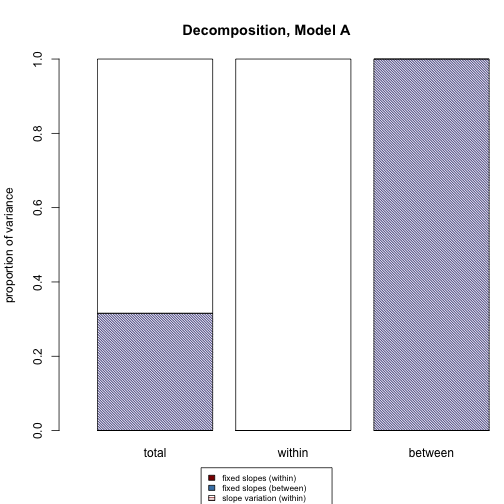 Decomposition, Model A
proportion of variance
1.0
0.8
0.6
0.4
0.2
0.0
total within between
fixed slopes (within)
fixed slopes (between)
slope variation (within)